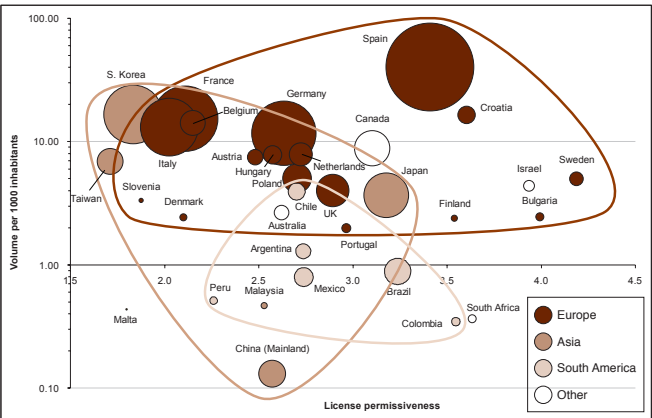 100.00
Spain
S. Korea
France
Germany
Belgium
Croatia
Canada
10.00
Italy
Austria
Hungary
Netherlands
Poland
Japan
Israel
Sweden
Taiwan
Slovenia
Denmark
Chile
UK
Finland
Bulgaria
Australia
Portugal
Argentina
1.00
1.5
2.0
2.5
3.0
3.5
4.0
4.5
Peru
Malaysia
Mexico
Brazil
Malta
Colombia
South Africa
China (Mainland)
0.10
Volume per 1000 inhabitants
License permissiveness
Europe
Asia
South America
Other